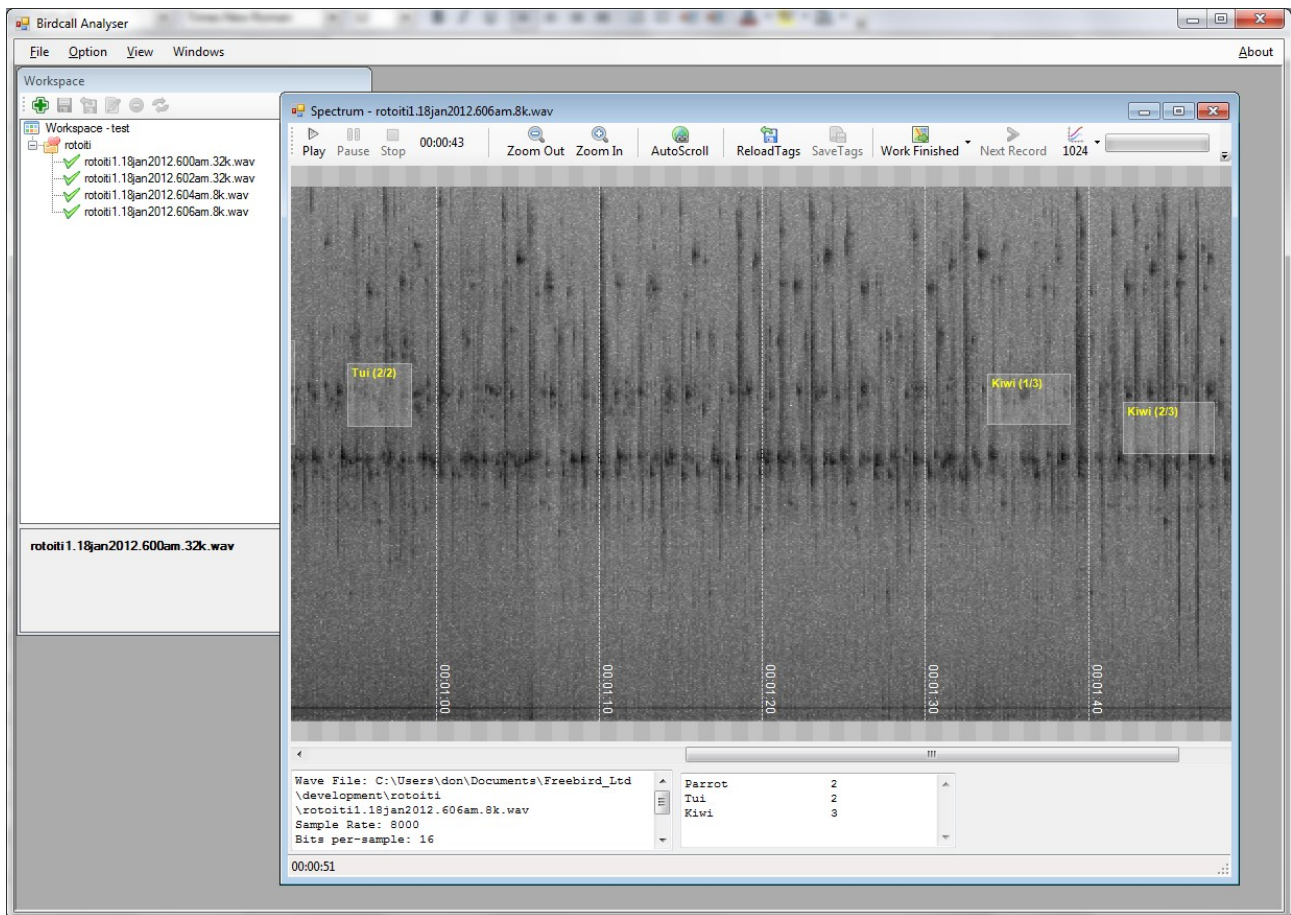 Birdcall Analyser
File Option View Windows About
Workspace
Workspace - test
rotoiti
rotoiti1.18jan2012.600am.32k.wav
rotoiti1.18jan2012.602am.32k.wav
rotoiti1.18jan2012.604am.8k.wav
rotoiti1.18jan2012.606am.8k.wav
rotoiti1.18jan2012.600am.32k.wav
Spectrum - rotoiti1.18jan2012.606am.8k.wav
Play Pause Stop 00:00:43 Zoom Out Zoom In AutoScroll ReloadTags SaveTags Work Finished Next Record 1024
Tui (2/2)
Kiwi (1/3)
Kiwi (2/3)
00:01:00
00:01:10
00:01:20
00:01:30
00:01:40
Wave File: C:\Users\don\Documents\Freebird_Ltd
\development\rotoiti
\rotoiti1.18jan2012.606am.8k.wav
Sample Rate: 8000
Bits per-sample: 16
Parrot 2
Tui 2
Kiwi 3
00:00:51